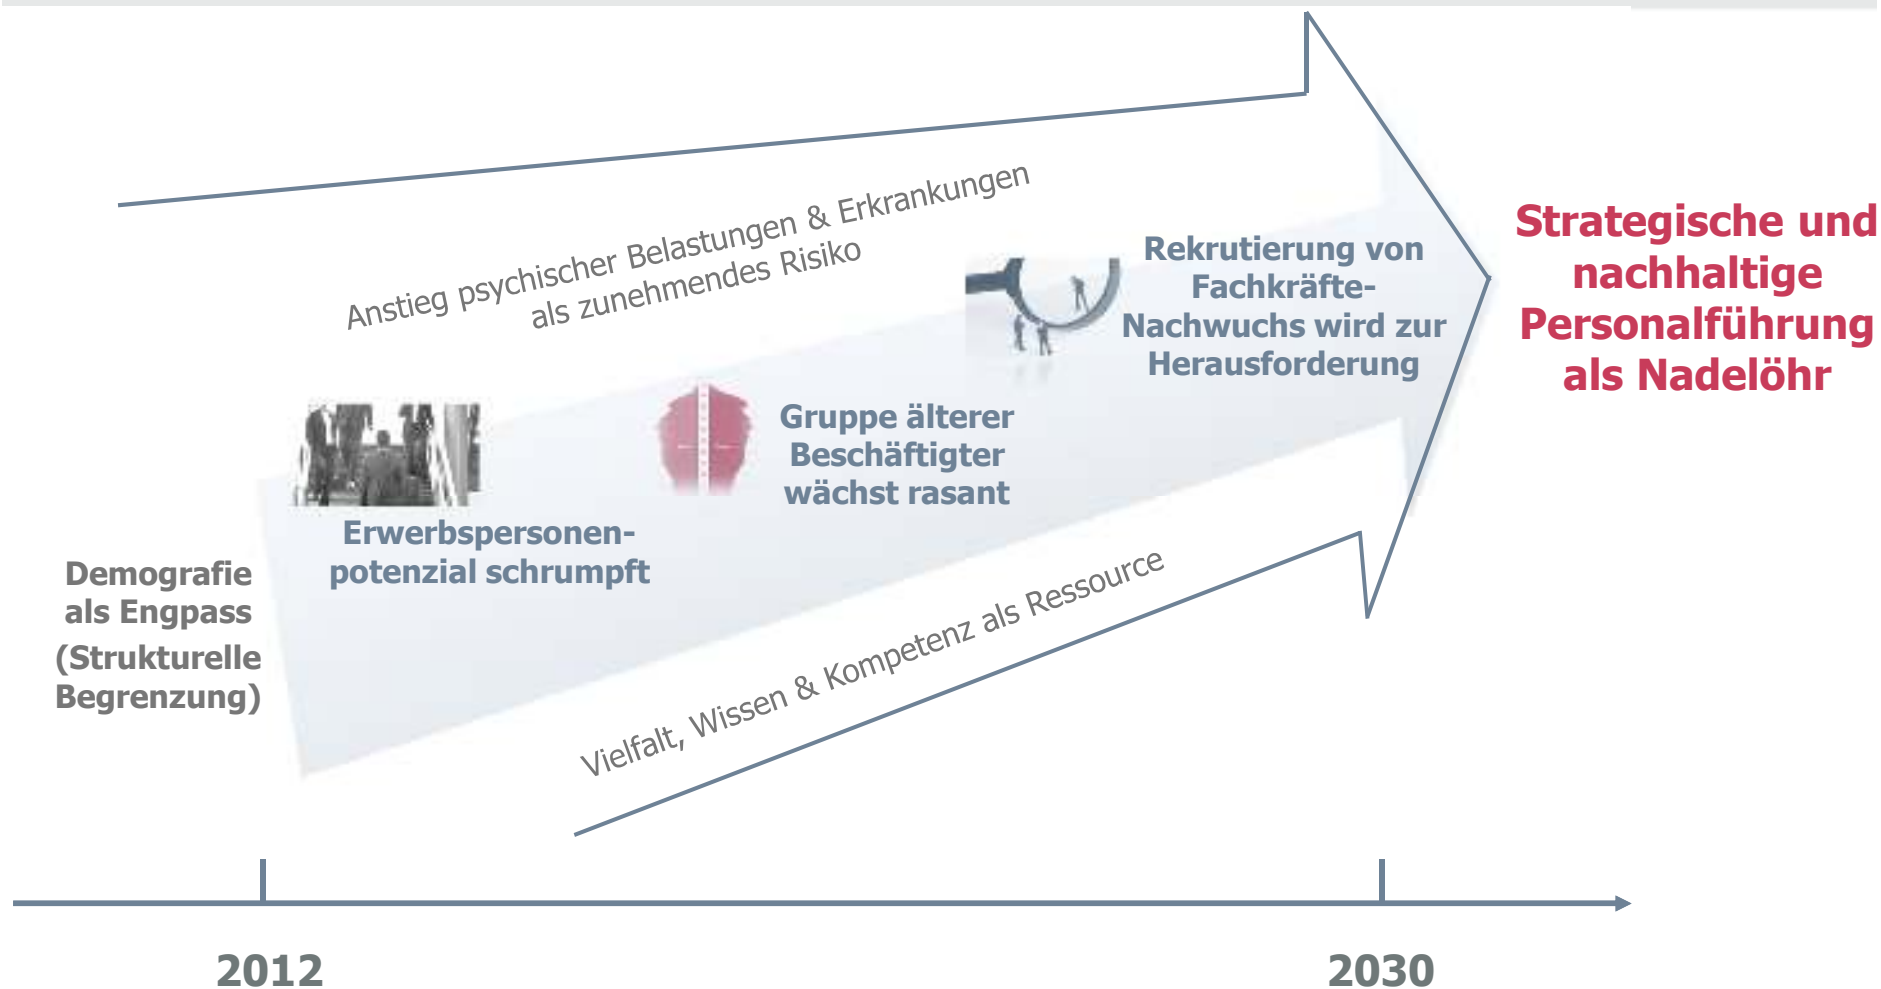 Anstieg psychischer Belastungen & Erkrankungen
als zunehmendes Risiko
Rekrutierung von
Fachkräfte-
Nachwuchs wird zur
Herausforderung
Strategische und
nachhaltige
Personalführung
als Nadelöhr
Gruppe älterer
Beschäftigter
wächst rasant
Erwerbspersonen-
potenzial schrumpft
Demografie
als Engpass
(Strukturelle
Begrenzung)
Vielfalt, Wissen & Kompetenz als Ressource
2012
2030